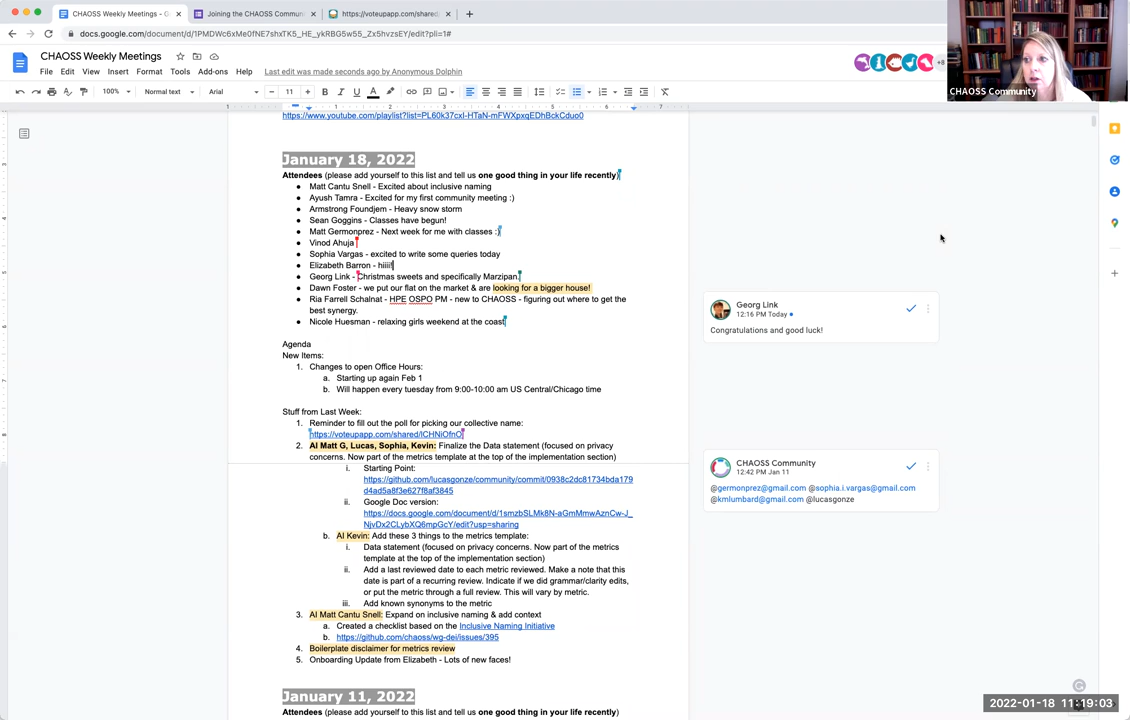 CHAOSS Weekly Meetings - G
Joining the CHAOSS Commun
https://voteupapp.com/shared
docs.google.com/document/d/1PMDWc6xMe0fNE7shxTK5_HE_ykRBG5w55_Zx5hvzsEY/edit?pli=1#
CHAOSS Weekly Meetings
File Edit View Insert Format Tools Add-ons Help Last edit was made seconds ago by Anonymous Dolphin
+8
CHAOSS Community
100% Normal text Arial 11
1 1 2 3 4 5 6 7
https://www.youtube.com/playlist?list=PL60k37cxI-HTaN-mFWXpxqEDhBckCduo0
January 18, 2022
Attendees (please add yourself to this list and tell us one good thing in your life recently)
Matt Cantu Snell - Excited about inclusive naming
Ayush Tamra - Excited for my first community meeting :)
Armstrong Foundjem - Heavy snow storm
Sean Goggins - Classes have begun!
Matt Germonprez - Next week for me with classes :)
Vinod Ahuja
Sophia Vargas - excited to write some queries today
Elizabeth Barron - hiiii!
Georg Link - Christmas sweets and specifically Marzipan.
Dawn Foster - we put our flat on the market & are looking for a bigger house!
Ria Farrell Schalnat - HPE OSPO PM - new to CHAOSS - figuring out where to get the
best synergy.
Nicole Huesman - relaxing girls weekend at the coast
Georg Link
12:16 PM Today
Congratulations and good luck!
Agenda
New Items:
1. Changes to open Office Hours:
a. Starting up again Feb 1
b. Will happen every tuesday from 9:00-10:00 am US Central/Chicago time
Stuff from Last Week:
1. Reminder to fill out the poll for picking our collective name:
https://voteupapp.com/shared/lCHNiOfnO
2. AI Matt G, Lucas, Sophia, Kevin: Finalize the Data statement (focused on privacy
concerns. Now part of the metrics template at the top of the implementation section)
i. Starting Point:
https://github.com/lucasgonze/community/commit/0938c2dc81734bda179
d4ad5a8f3e627f8af3845
ii. Google Doc version:
https://docs.google.com/document/d/1smzbSLMk8N-aGmMmwAznCw-J_
NjvDx2CLybXQ6mpGcY/edit?usp=sharing
CHAOSS Community
12:42 PM Jan 11
@germonprez@gmail.com @sophia.i.vargas@gmail.com
@kmlumbard@gmail.com @lucasgonze
b. AI Kevin: Add these 3 things to the metrics template:
i. Data statement (focused on privacy concerns. Now part of the metrics
template at the top of the implementation section)
ii. Add a last reviewed date to each metric reviewed. Make a note that this
date is part of a recurring review. Indicate if we did grammar/clarity edits,
or put the metric through a full review. This will vary by metric.
iii. Add known synonyms to the metric
3. AI Matt Cantu Snell: Expand on inclusive naming & add context
a. Created a checklist based on the Inclusive Naming Initiative
b. https://github.com/chaoss/wg-dei/issues/395
4. Boilerplate disclaimer for metrics review
5. Onboarding Update from Elizabeth - Lots of new faces!
January 11, 2022
Attendees (please add yourself to this list and tell us one good thing in your life recently)
2022-01-18 11:19:03